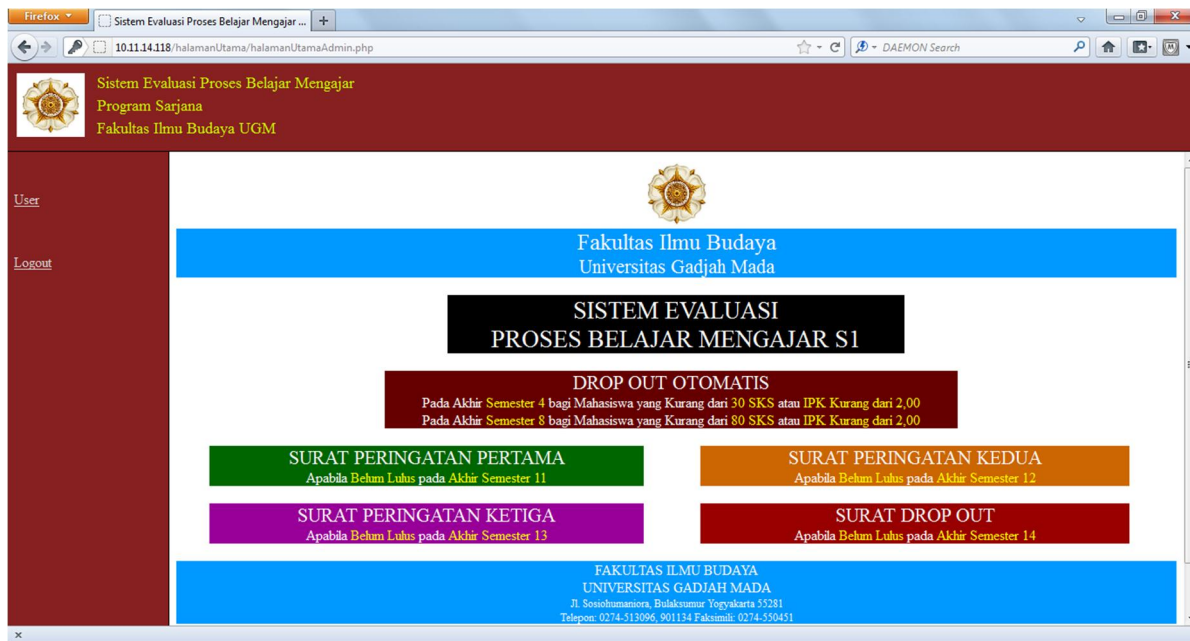 Firefox
Sistem Evaluasi Proses Belajar Mengajar ...
10.11.14.118/halamanUtama/halamanUtamaAdmin.php
DAEMON Search
Sistem Evaluasi Proses Belajar Mengajar
Program Sarjana
Fakultas Ilmu Budaya UGM
User
Logout
Fakultas Ilmu Budaya
Universitas Gadjah Mada
SISTEM EVALUASI
PROSES BELAJAR MENGAJAR S1
DROP OUT OTOMATIS
Pada Akhir Semester 4 bagi Mahasiswa yang Kurang dari 30 SKS atau IPK Kurang dari 2,00
Pada Akhir Semester 8 bagi Mahasiswa yang Kurang dari 80 SKS atau IPK Kurang dari 2,00
SURAT PERINGATAN PERTAMA
Apabila Belum Lulus pada Akhir Semester 11
SURAT PERINGATAN KEDUA
Apabila Belum Lulus pada Akhir Semester 12
SURAT PERINGATAN KETIGA
Apabila Belum Lulus pada Akhir Semester 13
SURAT DROP OUT
Apabila Belum Lulus pada Akhir Semester 14
FAKULTAS ILMU BUDAYA
UNIVERSITAS GADJAH MADA
Jl. Sosiohumaniora, Bulaksumur Yogyakarta 55281
Telepon: 0274-513096, 901134 Faksimili: 0274-550451